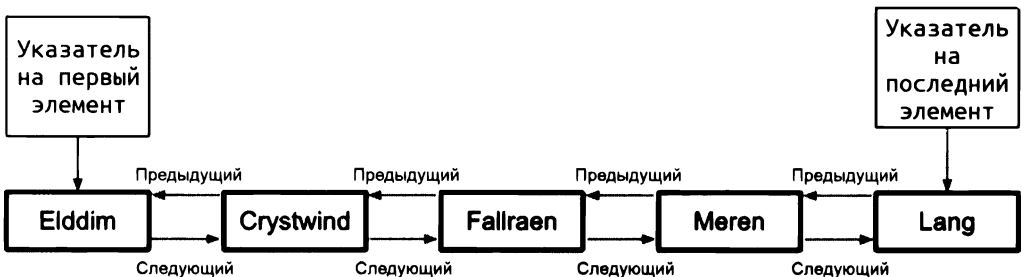 Указатель
на первый
элемент
Указатель
на
последний
элемент
Предыдущий
Предыдущий
Предыдущий
Предыдущий
Elddim
Crystwind
Fallraen
Meren
Lang
Следующий
Следующий
Следующий
Следующий